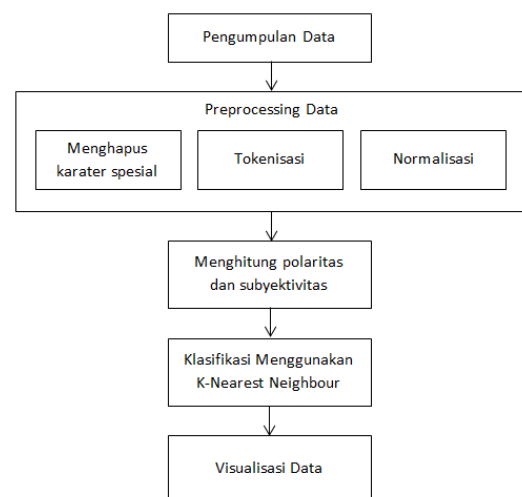 Pengumpulan Data
Preprocessing Data
Menghapus
karater spesial
Tokenisasi
Normalisasi
Menghitung polaritas
dan subyektivitas
Klasifikasi Menggunakan
K-Nearest Neighbour
Visualisasi Data